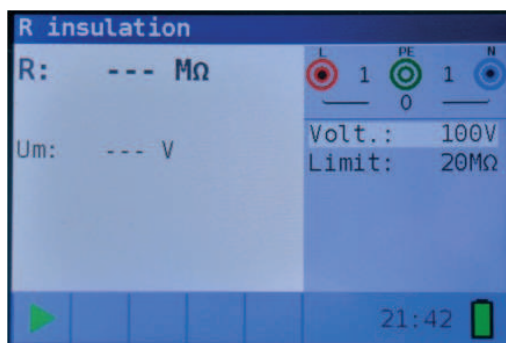 R insulation
R: --- MΩ
L PE N
1 1
0
Um: --- V
Volt.: 100V
Limit: 20MΩ
21:42